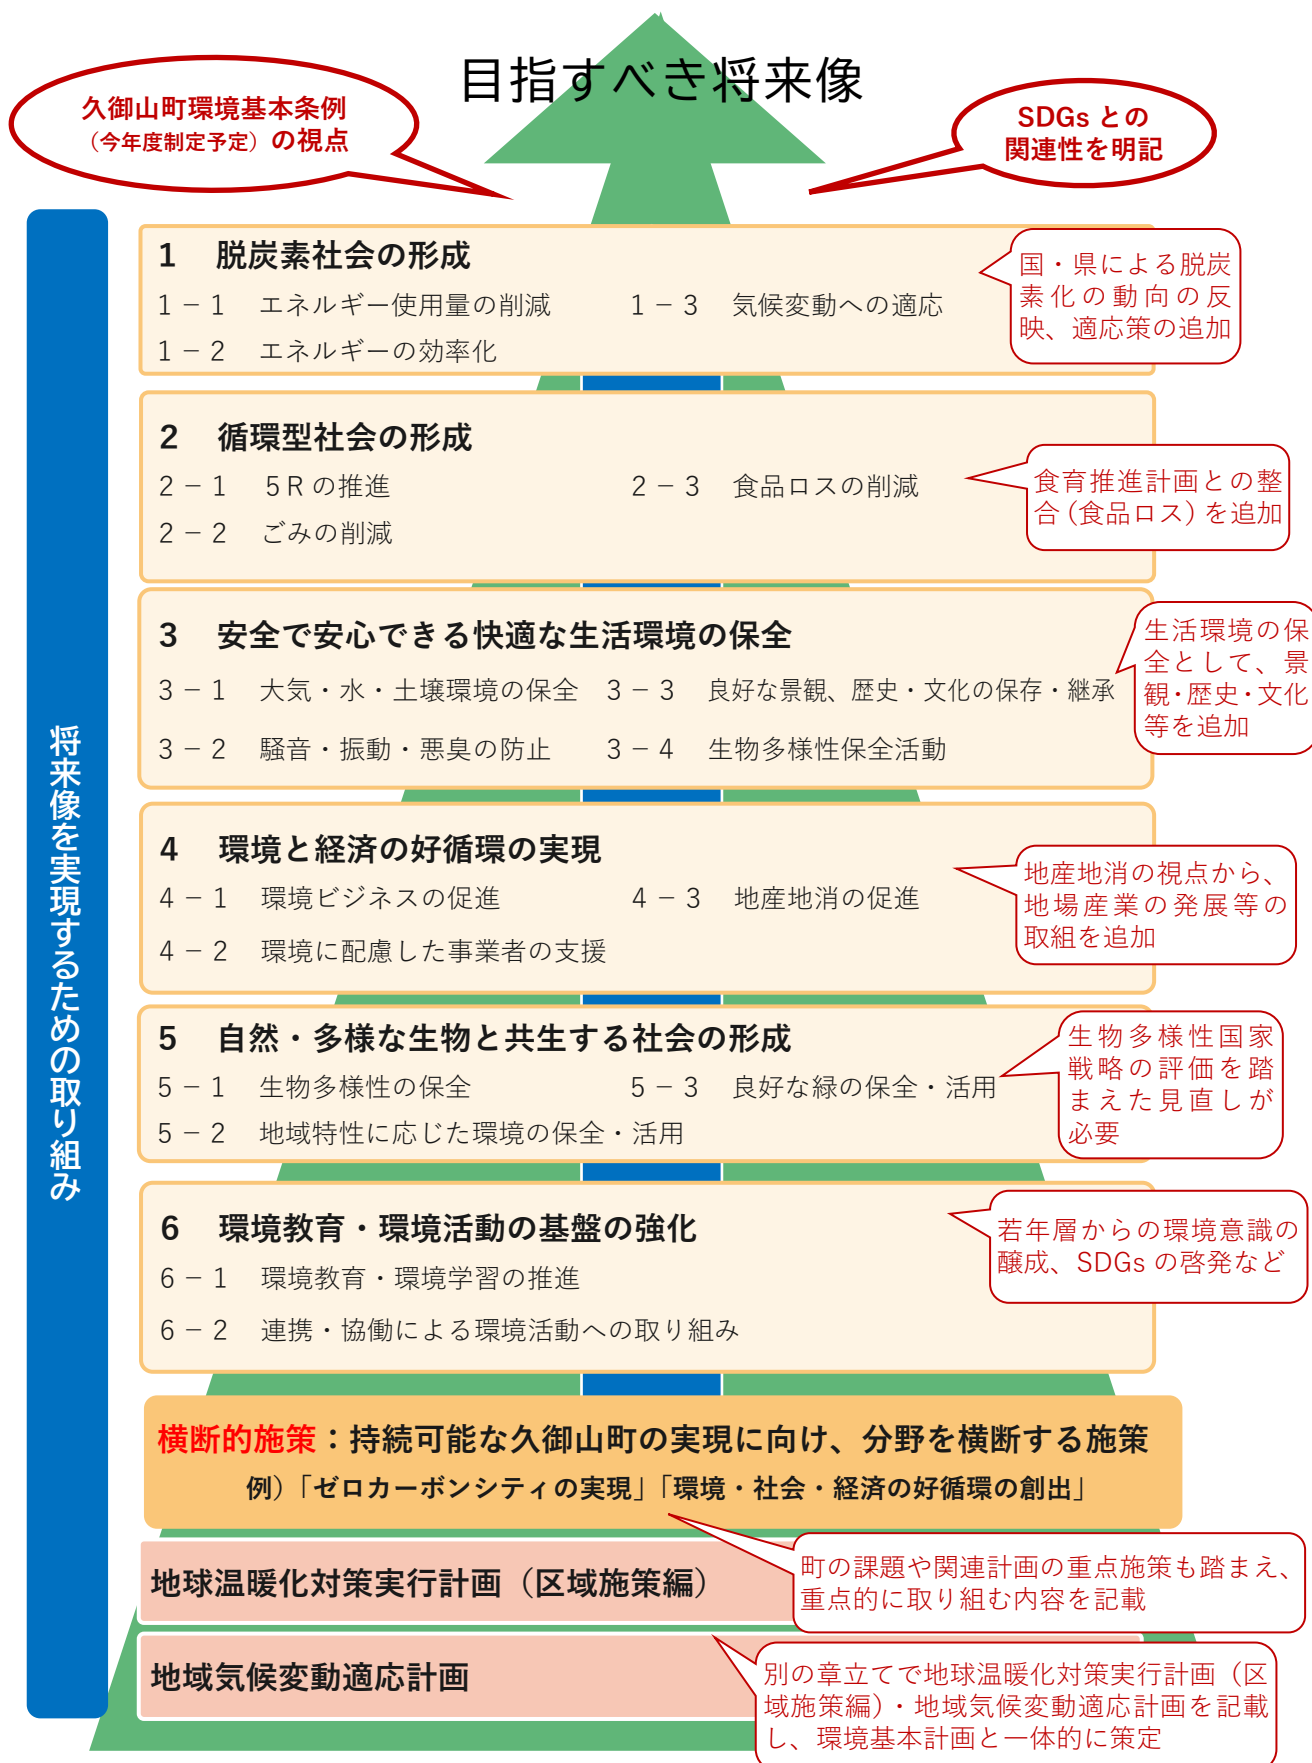 目指すべき将来像
久御山町環境基本条例
（今年度制定予定）の視点
SDGs との
関連性を明記
将来像を実現するための取り組み
1 脱炭素社会の形成
1－1 エネルギー使用量の削減 1－3 気候変動への適応
1－2 エネルギーの効率化
国・県による脱炭
素化の動向の反
映、適応策の追加
2 循環型社会の形成
2－1 5Rの推進 2－3 食品ロスの削減
2－2 ごみの削減
食育推進計画との整
合（食品ロス）を追加
3 安全で安心できる快適な生活環境の保全
3－1 大気・水・土壌環境の保全 3－3 良好な景観、歴史・文化の保存・継承
3－2 騒音・振動・悪臭の防止 3－4 生物多様性保全活動
生活環境の保
全として、景
観・歴史・文化
等を追加
4 環境と経済の好循環の実現
4－1 環境ビジネスの促進 4－3 地産地消の促進
4－2 環境に配慮した事業者の支援
地産地消の視点から、
地場産業の発展等の
取組を追加
5 自然・多様な生物と共生する社会の形成
5－1 生物多様性の保全 5－3 良好な緑の保全・活用
5－2 地域特性に応じた環境の保全・活用
生物多様性国家
戦略の評価を踏
まえた見直しが
必要
6 環境教育・環境活動の基盤の強化
6－1 環境教育・環境学習の推進
6－2 連携・協働による環境活動への取り組み
若年層からの環境意識の
醸成、SDGs の啓発など
横断的施策：持続可能な久御山町の実現に向け、分野を横断する施策
例）「ゼロカーボンシティの実現」「環境・社会・経済の好循環の創出」
地球温暖化対策実行計画（区域施策編）
町の課題や関連計画の重点施策も踏まえ、
重点的に取り組む内容を記載
地域気候変動適応計画
別の章立てで地球温暖化対策実行計画（区
域施策編）・地域気候変動適応計画を記載
し、環境基本計画と一体的に策定